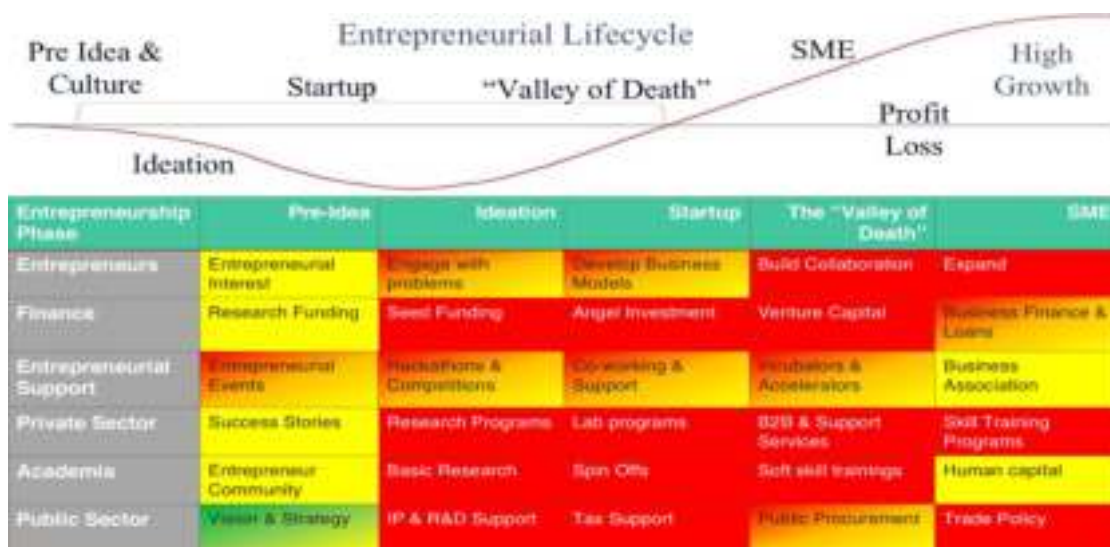 Entrepreneurial Lifecycle
Pre Idea &
Culture
Startup
"Valley of Death"
SME
High
Growth
Profit
Loss
Ideation
Entrepreneurship
Phase
Pre-Idea
Ideation
Startup
The "Valley of
Death"
SME
Entrepreneurs
Entrepreneurial
Interest
Engage with
problems
Develop Business
Models
Build Collaboration
Expand
Finance
Research Funding
Seed Funding
Angel Investment
Venture Capital
Business Finance &
Loans
Entrepreneurial
Support
Entrepreneurial
Events
Hackathons &
Competitions
Co-working &
Support
Incubators &
Accelerators
Business
Association
Private Sector
Success Stories
Research Programs
Lab programs
B2B & Support
Services
Skill Training
Programs
Academia
Entrepreneur
Community
Basic Research
Spin Offs
Soft skill trainings
Human capital
Public Sector
Vision & Strategy
IP & R&D Support
Tax Support
Public Procurement
Trade Policy